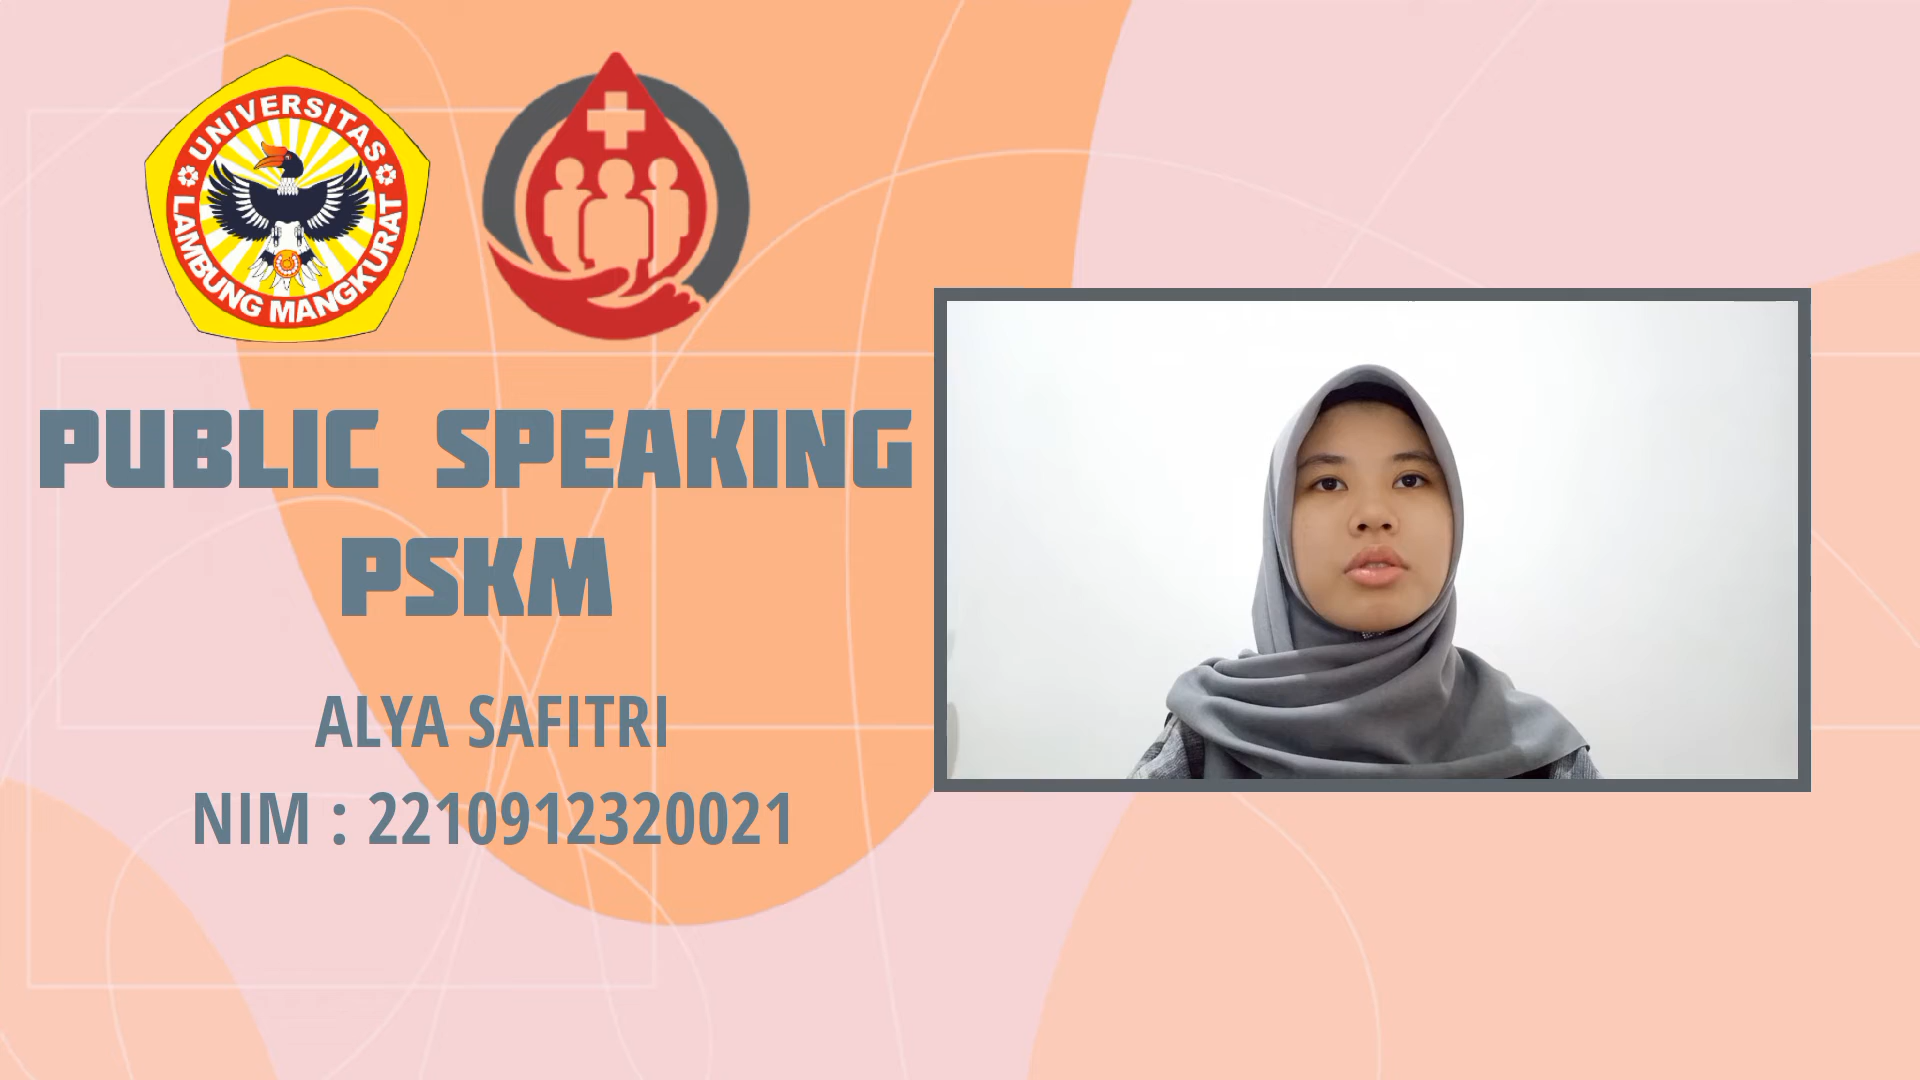 UNIVERSITAS
LAMBUNG MANGKURAT
PUBLIC SPEAKING
PSKM
ALYA SAFITRI
NIM : 2210912320021